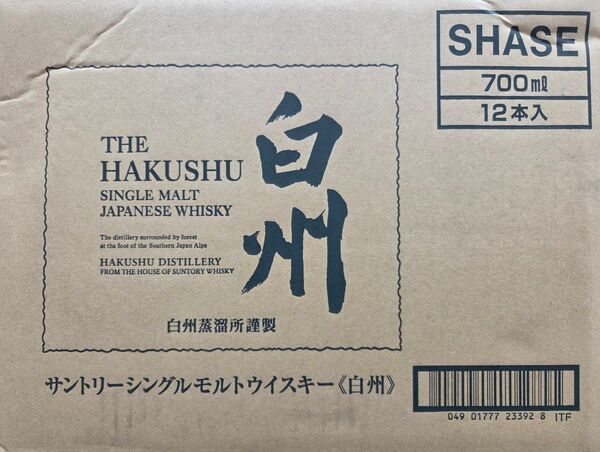 SHASE
700ml
12本入
THE
HAKUSHU
SINGLE MALT
JAPANESE WHISKY
The distillery surrounded by forest
at the foot of the Southern Japan Alps
HAKUSHU DISTILLERY
FROM THE HOUSE OF SUNTORY WHISKY
白州
白州蒸溜所謹製
サントリーシングルモルトウイスキー《白州》
049 01777 23392 8 ITF